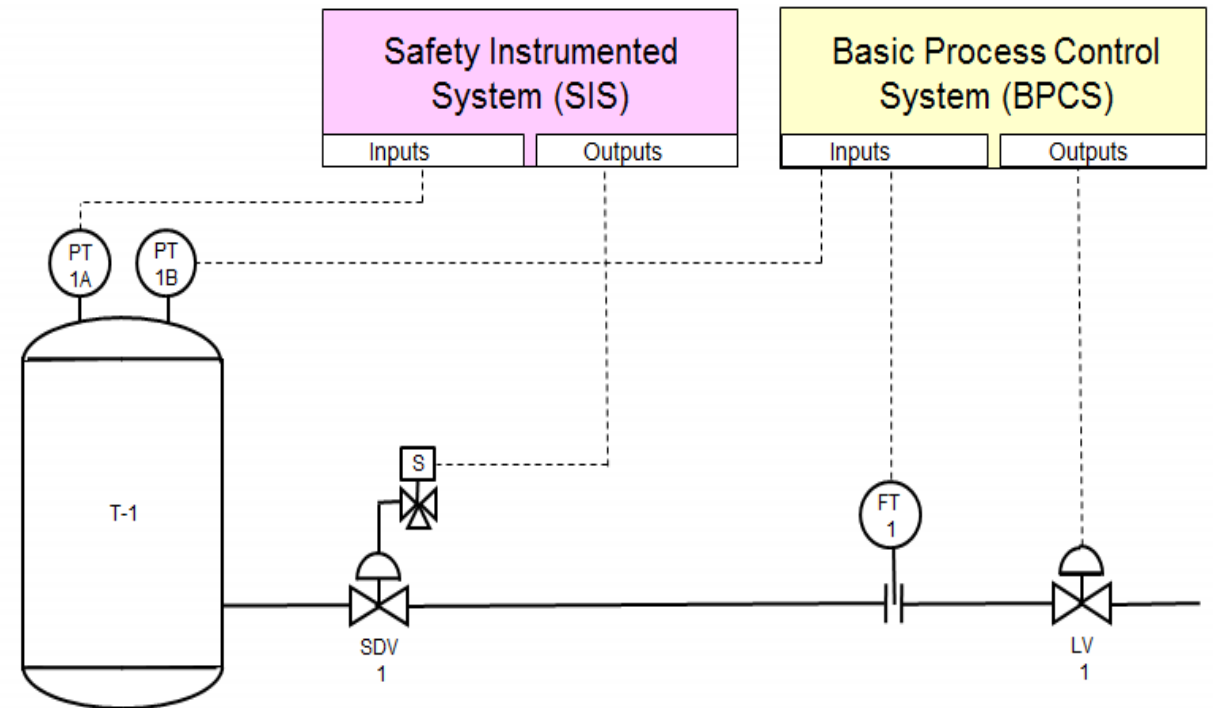 Safety Instrumented
System (SIS)
Inputs
Outputs
Basic Process Control
System (BPCS)
Inputs
Outputs
PT
1A
PT
1B
S
T-1
FT
1
SDV
1
LV
1